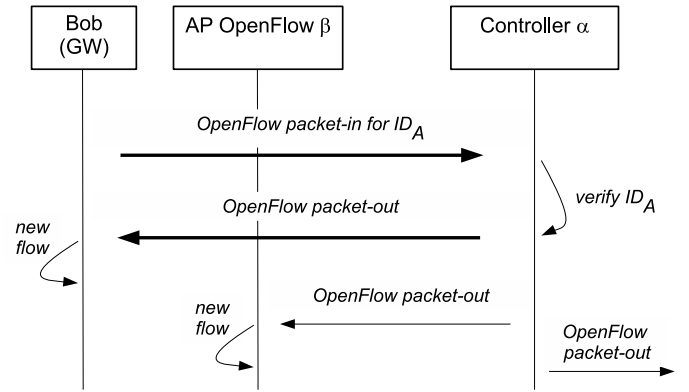 Bob
(GW)
AP OpenFlow β
Controller α
OpenFlow packet-in for ID_A
verify ID_A
OpenFlow packet-out
new
flow
OpenFlow packet-out
new
flow
OpenFlow
packet-out